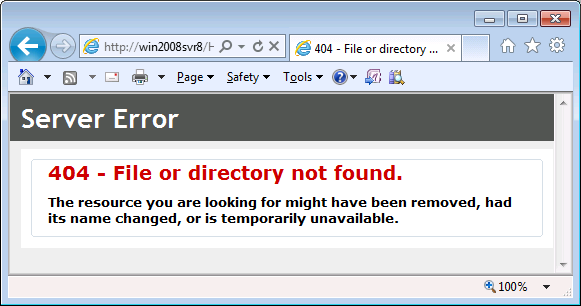 http://win2008svr8/H
404 - File or directory ...
Page Safety Tools
Server Error
404 - File or directory not found.
The resource you are looking for might have been removed, had
its name changed, or is temporarily unavailable.
100%